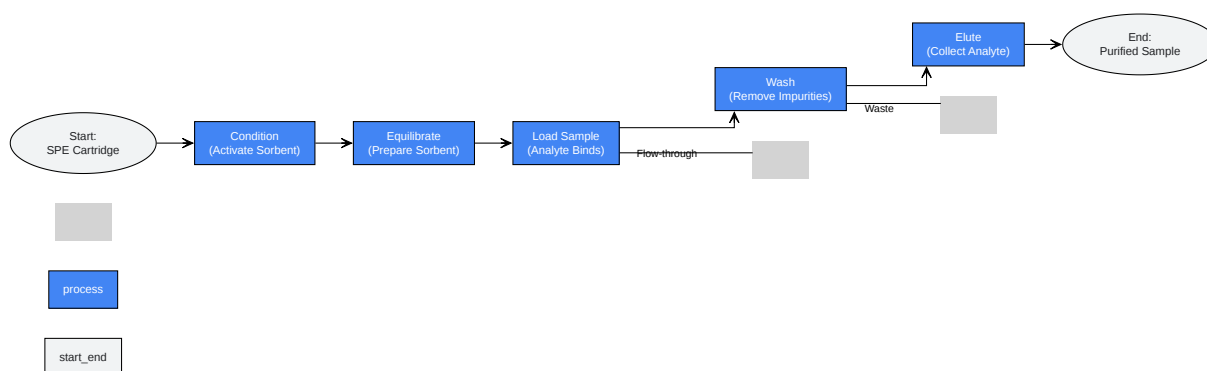 Start:
SPE Cartridge
Condition
(Activate Sorbent)
Equilibrate
(Prepare Sorbent)
Load Sample
(Analyte Binds)
Flow-through
Wash
(Remove Impurities)
Waste
Elute
(Collect Analyte)
End:
Purified Sample
process
start_end